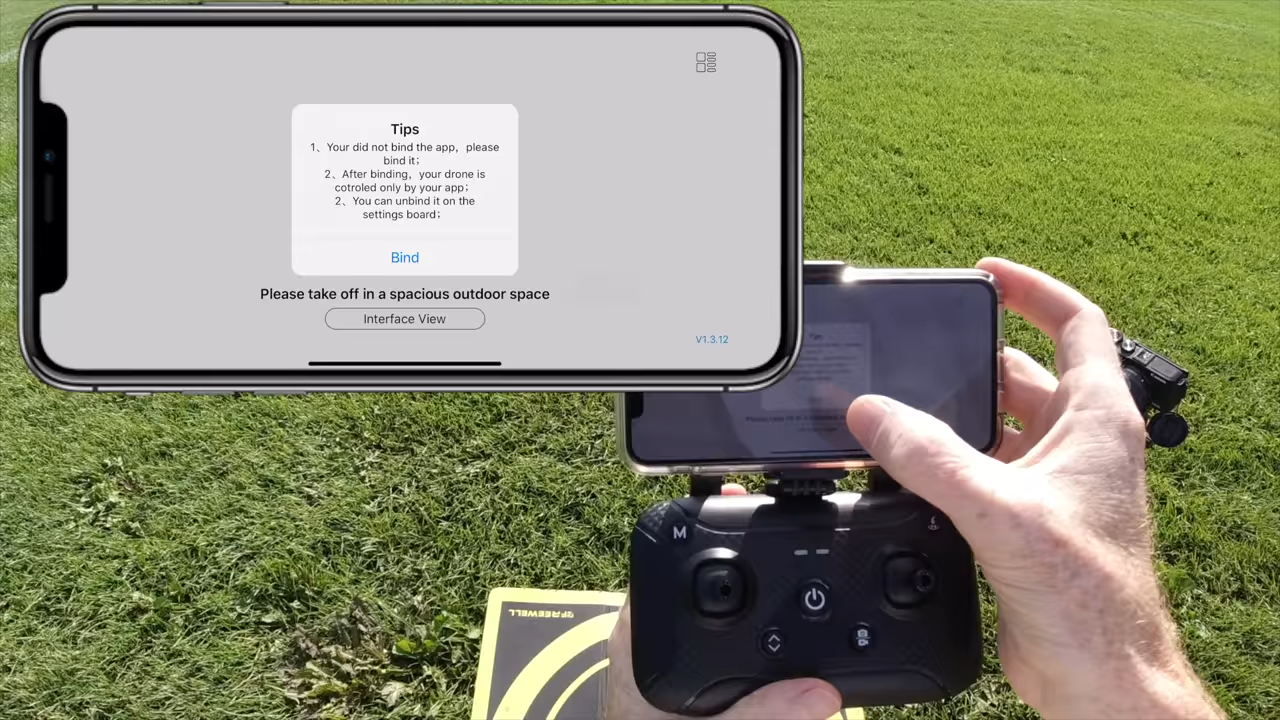 Tips
1、Your did not bind the app，please
bind it；
2、After binding，your drone is
cotroled only by your app；
2、You can unbind it on the
settings board；
Bind
Please take off in a spacious outdoor space
Interface View
V1.3.12
Tips
M
FREEWELL